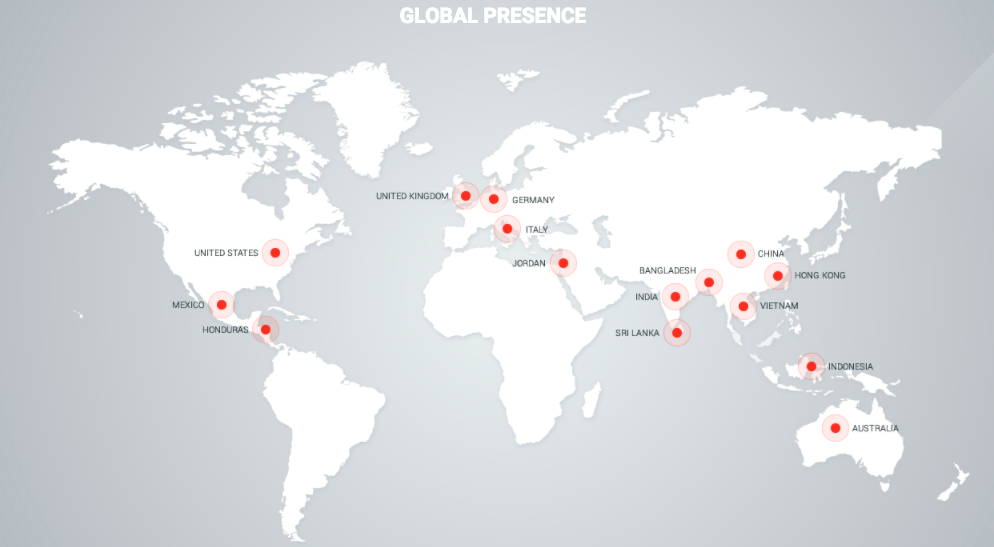 GLOBAL PRESENCE
UNITED KINGDOM
GERMANY
ITALY
UNITED STATES
CHINA
JORDAN
BANGLADESH
HONG KONG
INDIA
MEXICO
VIETNAM
HONDURAS
SRI LANKA
INDONESIA
AUSTRALIA